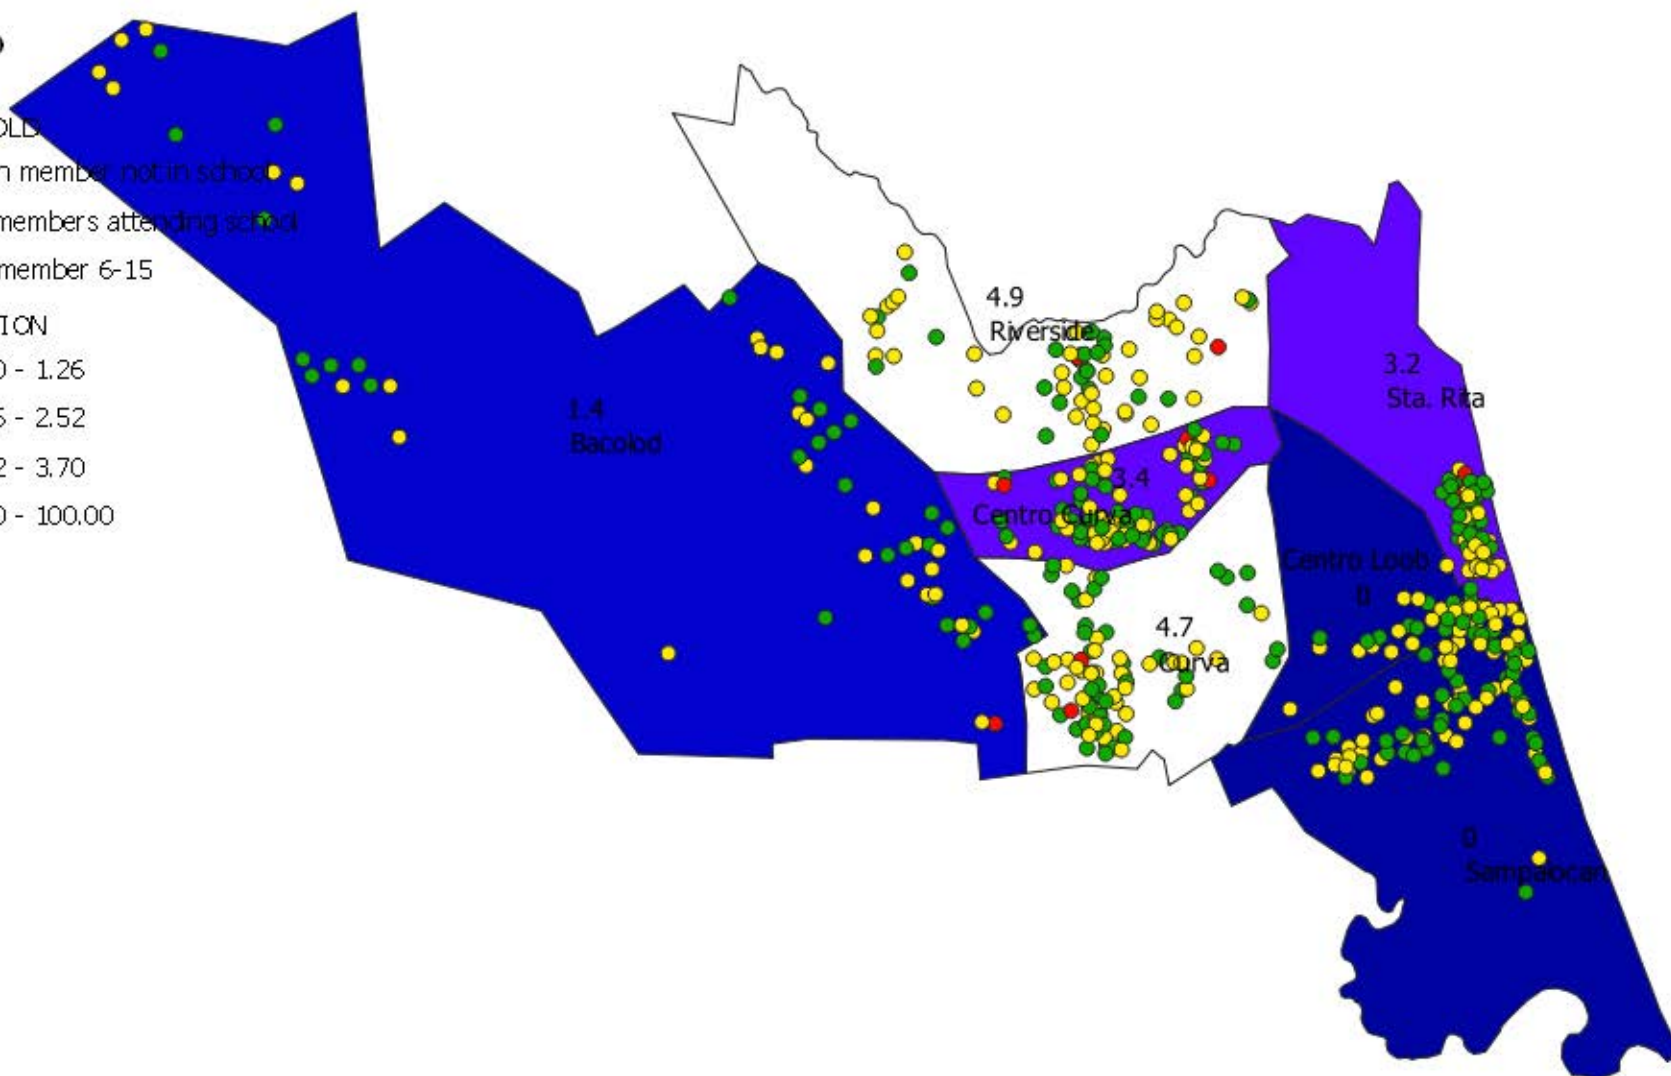 OLD
n member not in school
members attending school
member 6-15
ION
0 - 1.26
6 - 2.52
2 - 3.70
0 - 100.00
4.9
Riverside
3.2
Sta. Rita
1.4
Bacolod
3.4
Centro Curva
Centro Loob
0
4.7
Curva
0
Sampalocan